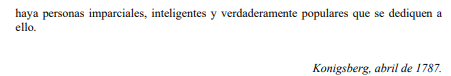 haya personas imparciales, inteligentes y verdaderamente populares que se dediquen a
ello.
Konigsberg, abril de 1787.